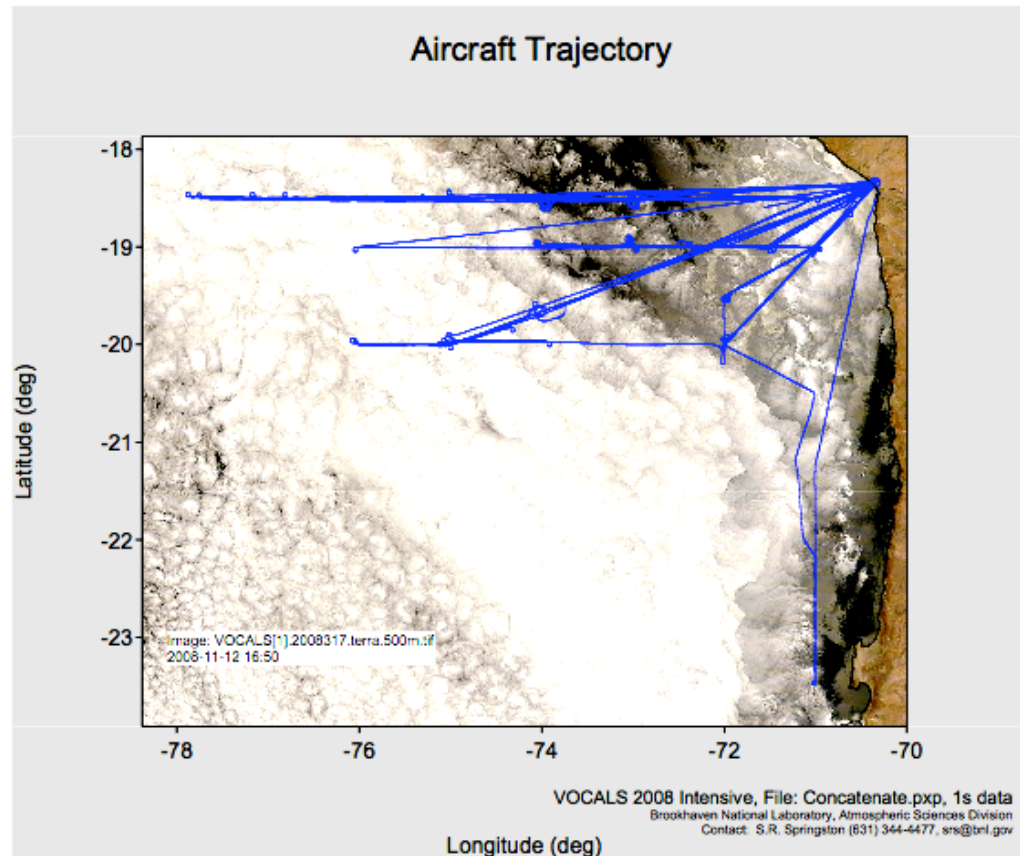 Aircraft Trajectory
-18
-19
-20
-21
-22
-23
Latitude (deg)
Image: VOCALS[1].2008317.terra.500m.tif
2008-11-12 16:50
-78 -76 -74 -72 -70
VOCALS 2008 Intensive, File: Concatenate.pxp, 1s data
Brookhaven National Laboratory, Atmospheric Sciences Division
Contact: S.R. Springston (631) 344-4477, srs@bnl.gov
Longitude (deg)